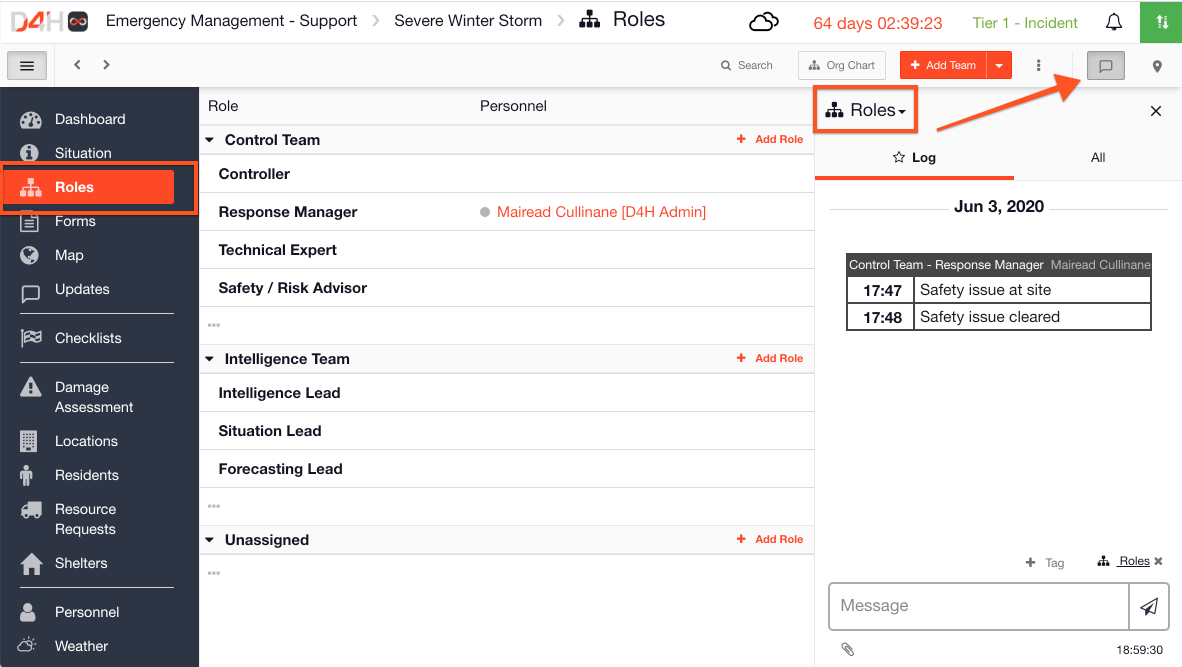 D4H
Emergency Management - Support
Severe Winter Storm
Roles
64 days 02:39:23
Tier 1 - Incident
Search
Org Chart
+ Add Team
Dashboard
Situation
Roles
Forms
Map
Updates
Checklists
Damage
Assessment
Locations
Residents
Resource
Requests
Shelters
Personnel
Weather
Role
Personnel
Control Team
+ Add Role
Controller
Response Manager
Mairead Cullinane [D4H Admin]
Technical Expert
Safety / Risk Advisor
...
Intelligence Team
+ Add Role
Intelligence Lead
Situation Lead
Forecasting Lead
...
Unassigned
+ Add Role
...
Roles
Log
All
Jun 3, 2020
Control Team - Response Manager Mairead Cullinane
17:47 Safety issue at site
17:48 Safety issue cleared
+ Tag
Roles
Message
18:59:30